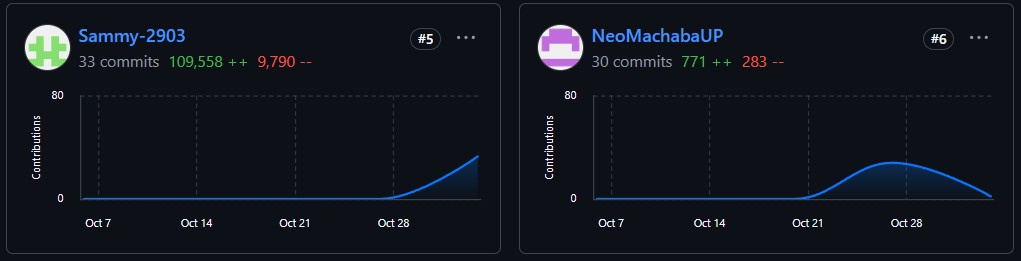 Sammy-2903 #5 ...
33 commits 109,558 ++ 9,790 --
80
Contributions
0
Oct 7 Oct 14 Oct 21 Oct 28
NeoMachabaUP #6 ...
30 commits 771 ++ 283 --
80
Contributions
0
Oct 7 Oct 14 Oct 21 Oct 28